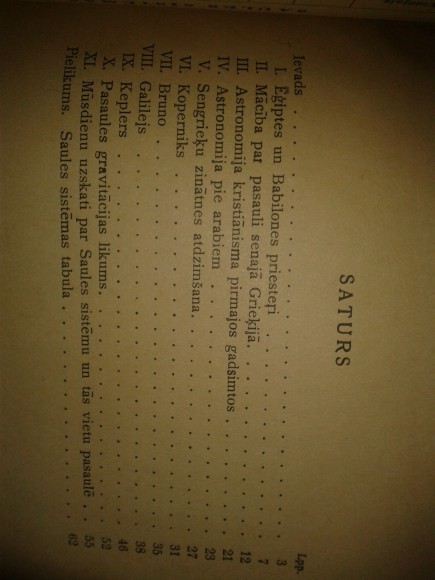 SATURS
Lpp.
Ievads . . . . . . . . . . . . . . . . . . . 3
I. Ēģiptes un Babilones priesteŗi . . . . . . . . . 7
II. Mācība par pasauli senajā Grieķijā . . . . . . . . 12
III. Astronomija kristiānisma pirmajos gadsimtos . . . . . 21
IV. Astronomija pie arabiem . . . . . . . . . . . 23
V. Sengrieķu zinātnes atdzimšana . . . . . . . . . 27
VI. Koperniks . . . . . . . . . . . . . . . . 31
VII. Bruno . . . . . . . . . . . . . . . . . . 35
VIII. Galilejs . . . . . . . . . . . . . . . . . 38
IX. Keplers . . . . . . . . . . . . . . . . . 46
X. Pasaules gravitācijas likums . . . . . . . . . . 52
XI. Mūsdienu uzskati par Saules sistēmu un tās vietu pasaulē . . 55
Pielikums. Saules sistēmas tabula . . . . . . . . . . 62